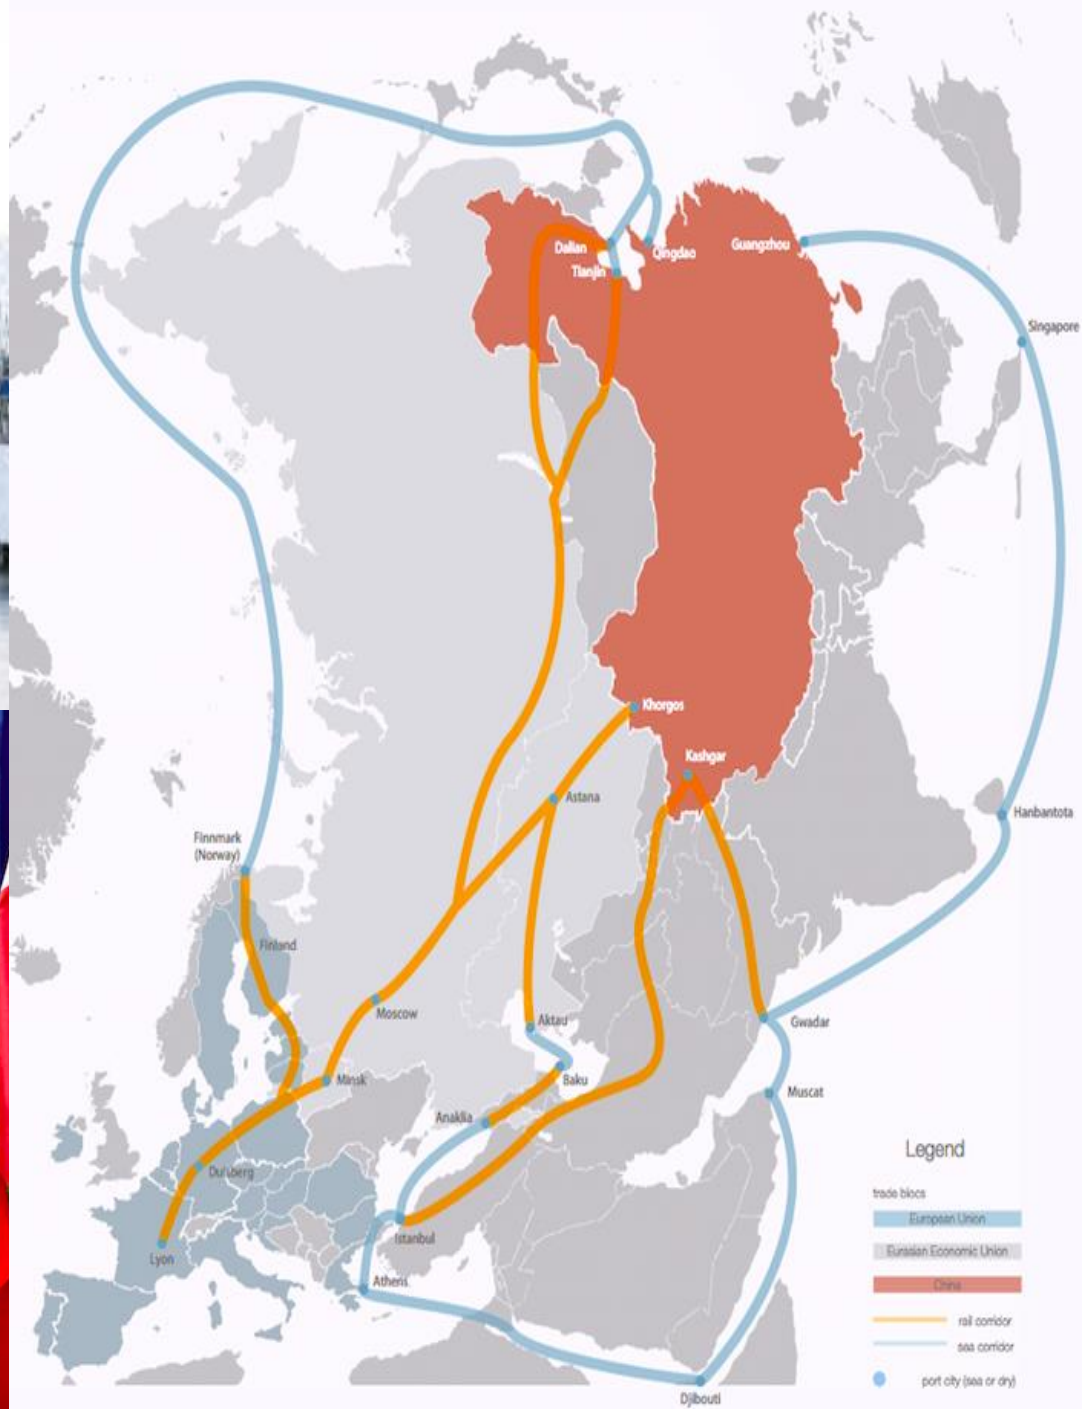 Dalian
Qingdao
Guangzhou
Tianjin
Singapore
Khorgos
Kashgar
Astana
Hanbantota
Finnmark
(Norway)
Finland
Moscow
Aktau
Gwadar
Minsk
Baku
Muscat
Anaklia
Duisberg
Istanbul
Lyon
Athens
Djibouti
Legend
trade blocs
European Union
Eurasian Economic Union
China
rail corridor
sea corridor
port city (sea or dry)